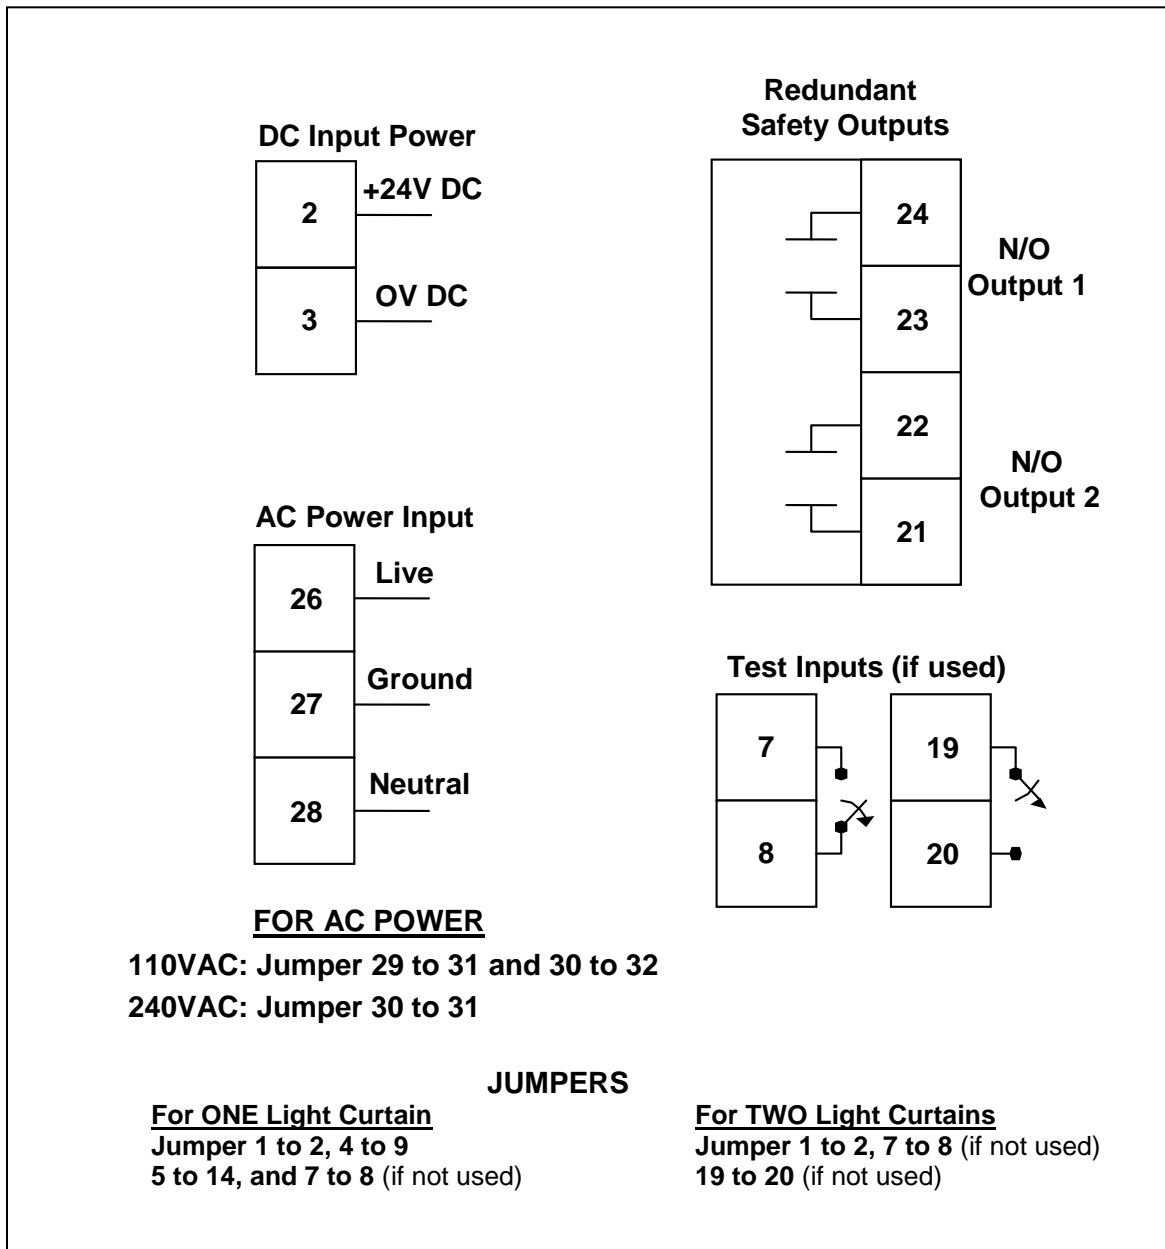 DC Input Power
2
+24V DC
3
OV DC
Redundant
Safety Outputs
24
N/O
Output 1
23
22
N/O
Output 2
21
AC Power Input
26
Live
27
Ground
28
Neutral
Test Inputs (if used)
7
19
8
20
FOR AC POWER
110VAC: Jumper 29 to 31 and 30 to 32
240VAC: Jumper 30 to 31
JUMPERS
For ONE Light Curtain
Jumper 1 to 2, 4 to 9
5 to 14, and 7 to 8 (if not used)
For TWO Light Curtains
Jumper 1 to 2, 7 to 8 (if not used)
19 to 20 (if not used)